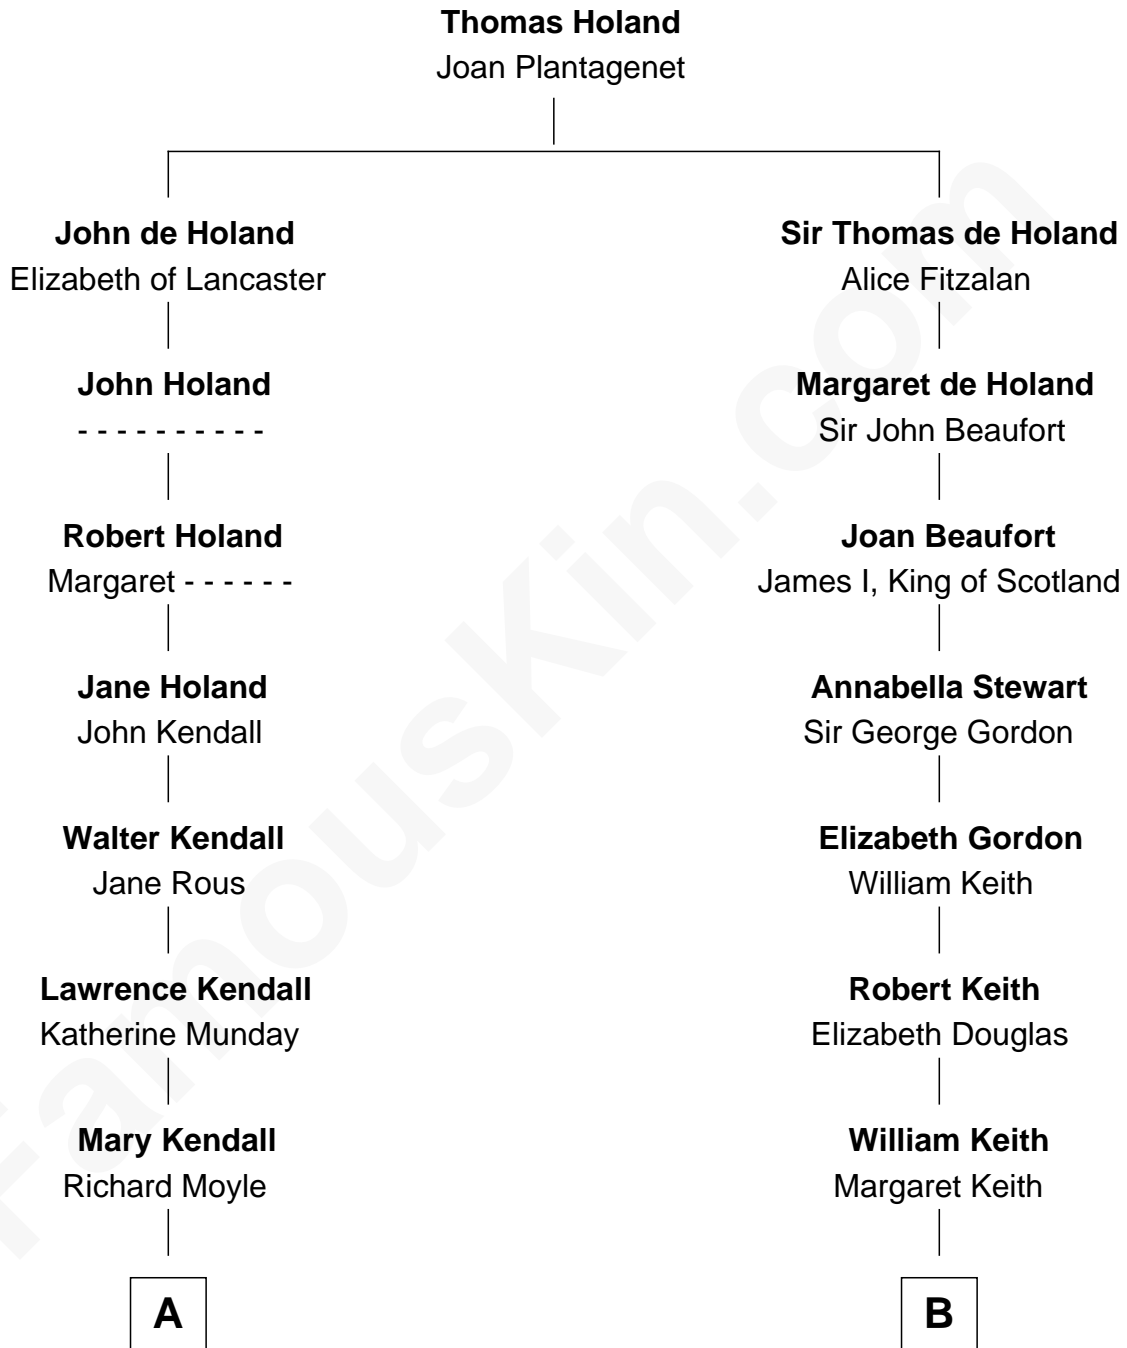 Thomas Holand
Joan Plantagenet
John de Holand
Elizabeth of Lancaster
John Holand
- - - - - - - - - -
Robert Holand
Margaret - - - - - -
Jane Holand
John Kendall
Walter Kendall
Jane Rous
Lawrence Kendall
Katherine Munday
Mary Kendall
Richard Moyle
A
Sir Thomas de Holand
Alice Fitzalan
Margaret de Holand
Sir John Beaufort
Joan Beaufort
James I, King of Scotland
Annabella Stewart
Sir George Gordon
Elizabeth Gordon
William Keith
Robert Keith
Elizabeth Douglas
William Keith
Margaret Keith
B
FamousKin.com